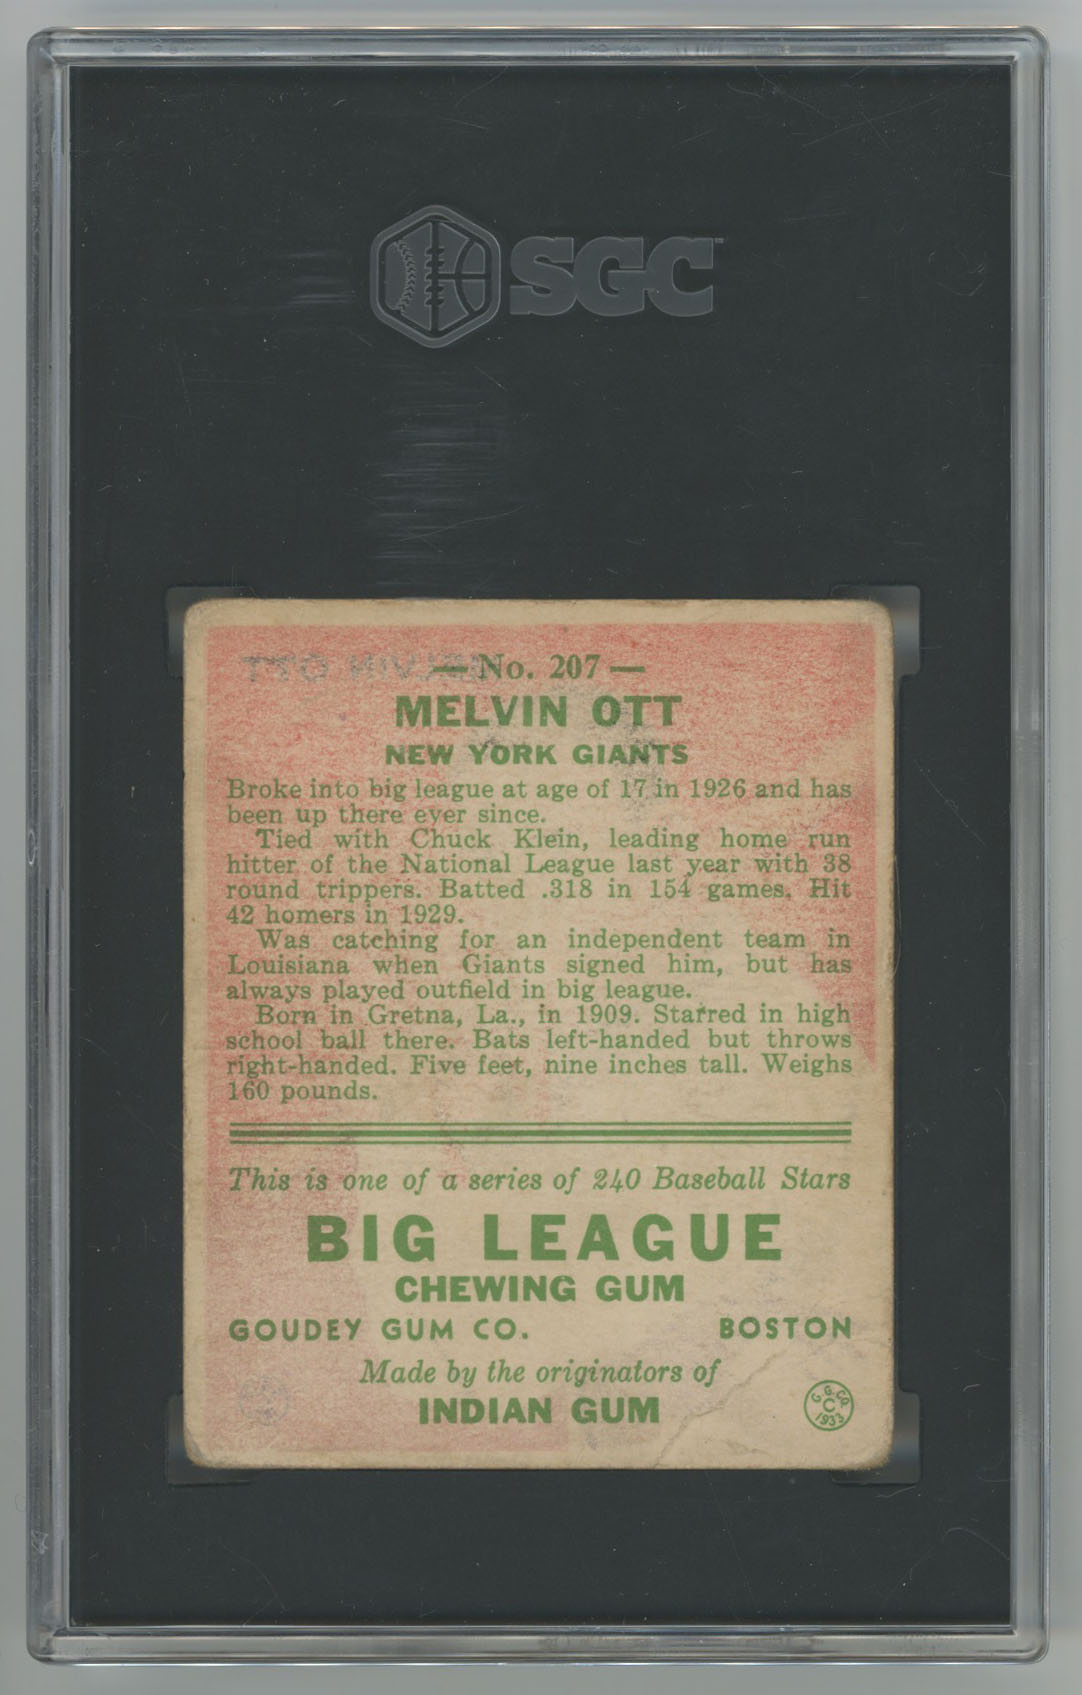 SGC
MELVIN OTT
— No. 207 —
MELVIN OTT
NEW YORK GIANTS
Broke into big league at age of 17 in 1926 and has
been up there ever since.
Tied with Chuck Klein, leading home run
hitter of the National League last year with 38
round trippers. Batted .318 in 154 games. Hit
42 homers in 1929.
Was catching for an independent team in
Louisiana when Giants signed him, but has
always played outfield in big league.
Born in Gretna, La., in 1909. Starred in high
school ball there. Bats left-handed but throws
right-handed. Five feet, nine inches tall. Weighs
160 pounds.
This is one of a series of 240 Baseball Stars
BIG LEAGUE
CHEWING GUM
GOUDEY GUM CO. BOSTON
Made by the originators of
INDIAN GUM
G. G. CO.
C
1933